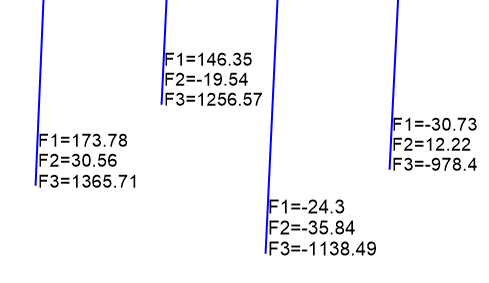 F1=146.35
F2=-19.54
F3=1256.57
F1=-30.73
F2=12.22
F3=-978.4
F1=173.78
F2=30.56
F3=1365.71
F1=-24.3
F2=-35.84
F3=-1138.49